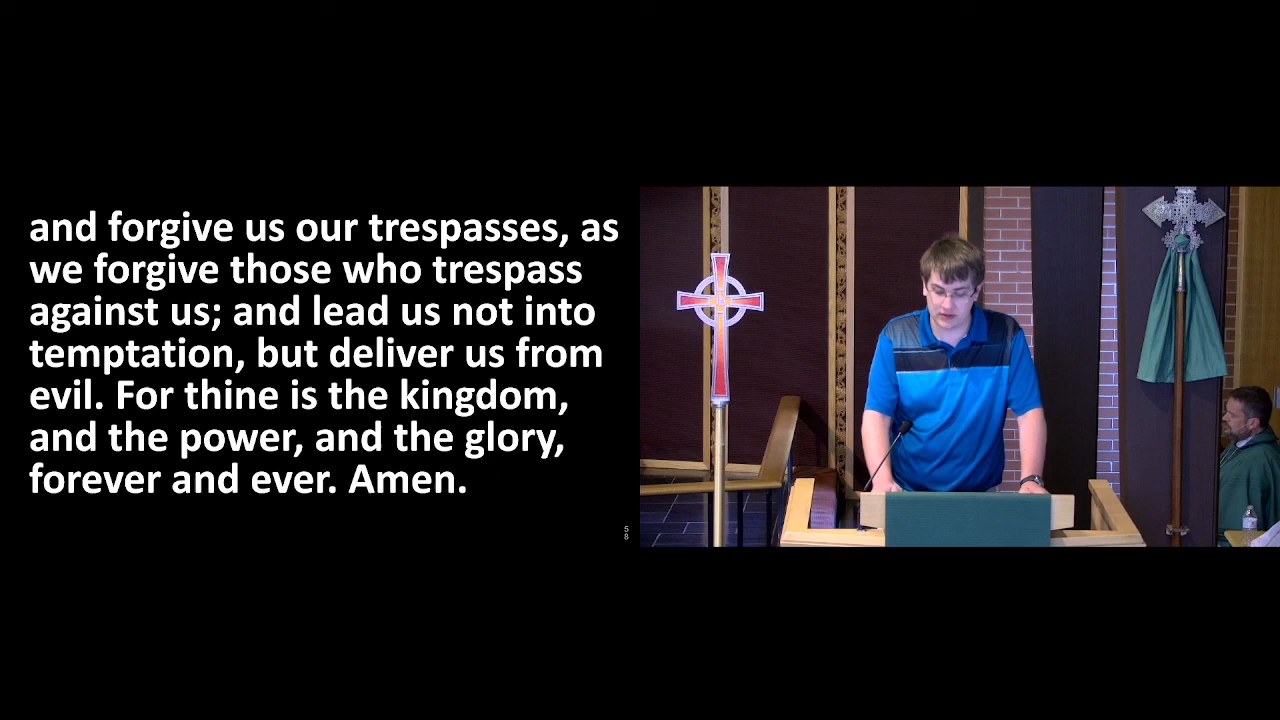 and forgive us our trespasses, as
we forgive those who trespass
against us; and lead us not into
temptation, but deliver us from
evil. For thine is the kingdom,
and the power, and the glory,
forever and ever. Amen.
5
8